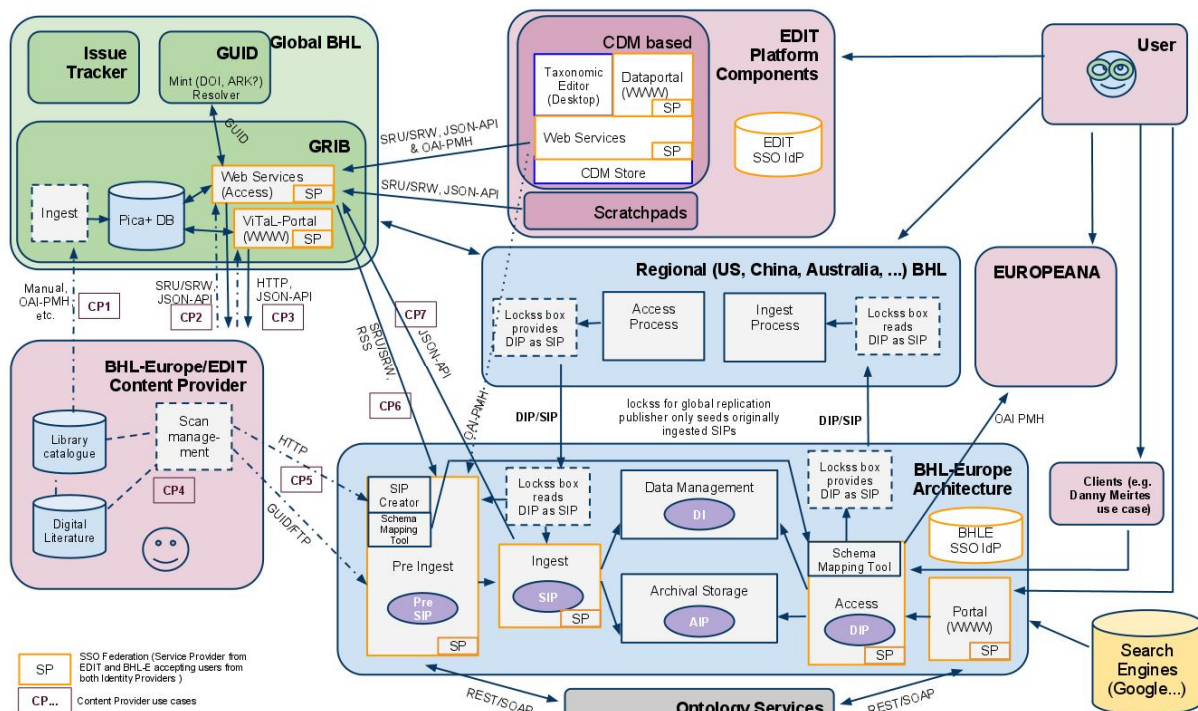 Global BHL
Issue
Tracker
GUID
Mint (DOI, ARK?)
Resolver
GUID
GRIB
Ingest
Pica+ DB
Web Services
(Access)
SP
ViTaL-Portal
(WWW)
SP
CDM based
Taxonomic
Editor
(Desktop)
Dataportal
(WWW)
SP
Web Services
SP
CDM Store
Scratchpads
EDIT
Platform
Components
EDIT
SSO IdP
User
SRU/SRW, JSON-API
& OAI-PMH
SRU/SRW, JSON-API
Manual,
OAI-PMH,
etc.
CP1
SRU/SRW,
JSON-API
CP2
HTTP,
JSON-API
CP3
CP7
JSON-API
SRU/SRW,
RSS
CP6
OAI-PMH
Regional (US, China, Australia, ...) BHL
Lockss box
provides
DIP as SIP
Access
Process
Ingest
Process
Lockss box
reads
DIP as SIP
EUROPEANA
DIP/SIP
lockss for global replication
publisher only seeds originally
ingested SIPs
DIP/SIP
OAI PMH
BHL-Europe/EDIT
Content Provider
Library
catalogue
Scan
manage-
ment
CP4
Digital
Literature
HTTP
CP5
GUID/FTP
BHL-Europe
Architecture
SIP
Creator
Schema
Mapping
Tool
Pre Ingest
Pre
SIP
SP
Lockss box
reads
DIP as SIP
Ingest
SIP
SP
Data Management
DI
Archival Storage
AIP
Lockss box
provides
DIP as SIP
Schema
Mapping Tool
Access
DIP
SP
BHLE
SSO IdP
Portal
(WWW)
SP
Clients (e.g.
Danny Meirtes
use case)
Search
Engines
(Google...)
SP
SSO Federation (Service Provider from
EDIT and BHL-E accepting users from
both Identity Providers )
CP...
Content Provider use cases
REST/SOAP
Ontology Services
REST/SOAP